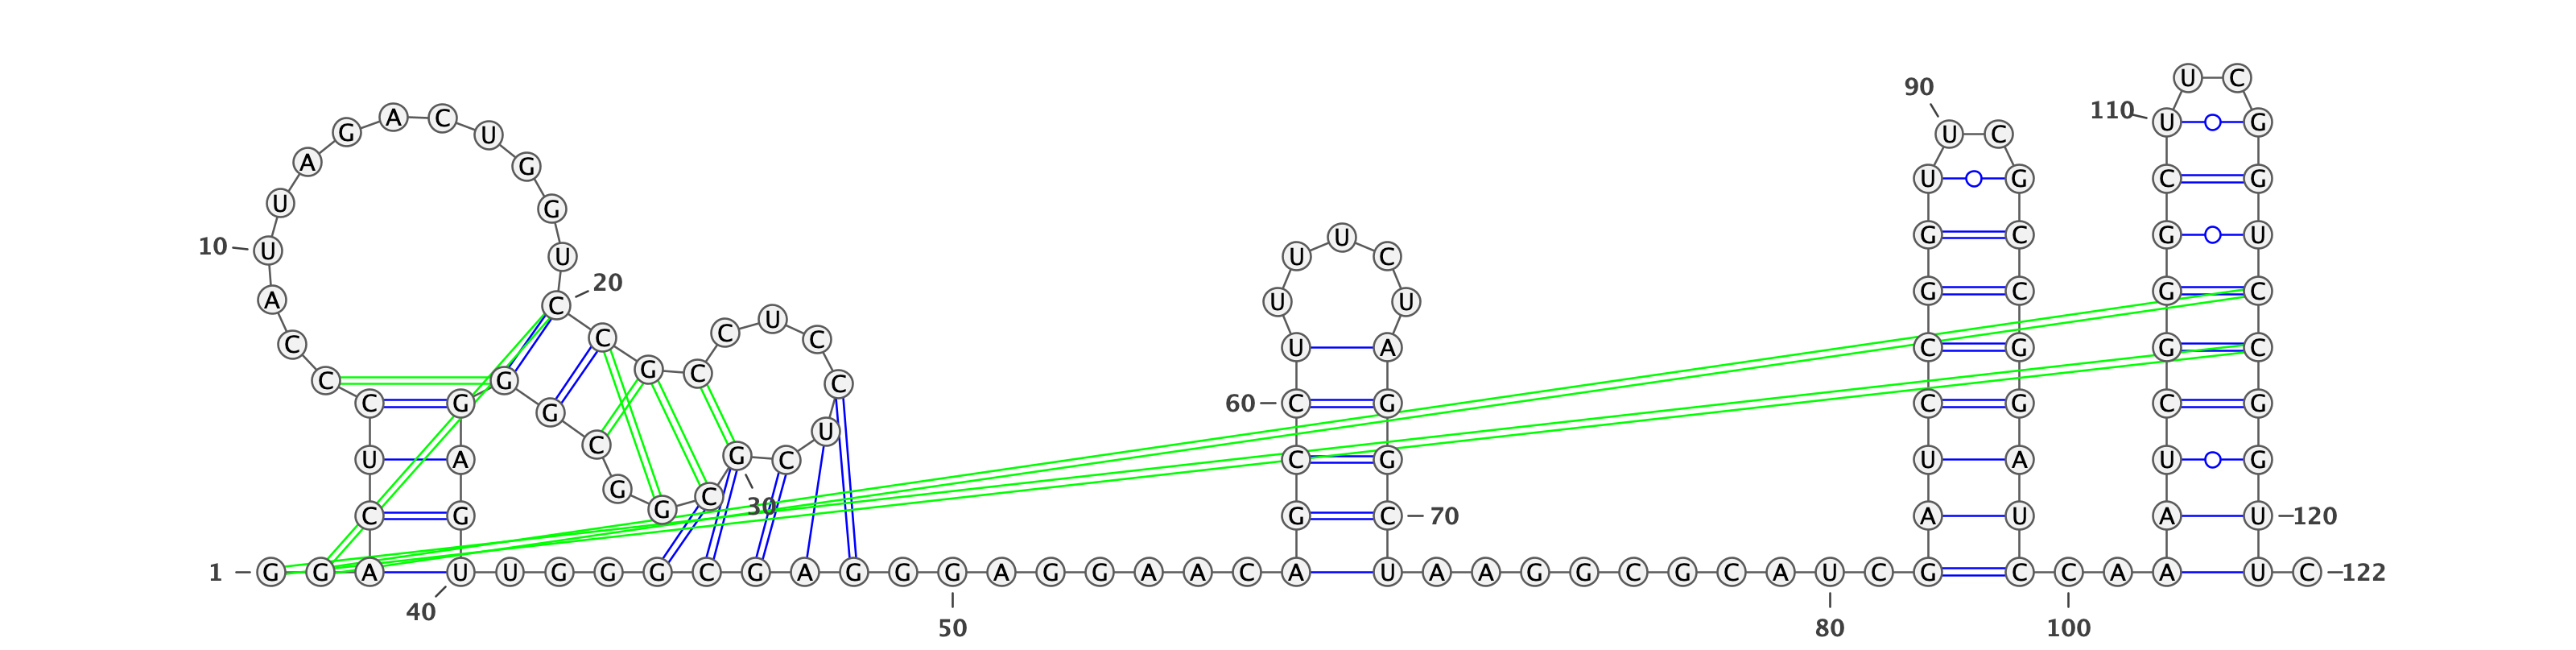 1
G G A C U C C C A
10
U U A G A C U G G U
20
C C G C C U C C U C
30
G C G G C G G G A G
40
U U G G G C G A G G
50
G A G G A A C A G C
60
C U U U U C U A G G
70
C U A A G G C G C A
80
U C G A U C C G G U
90
U C G C C G G A U C
100
C A A A U C G G G C
110
U U C G G U C C G G
120
U U C
122